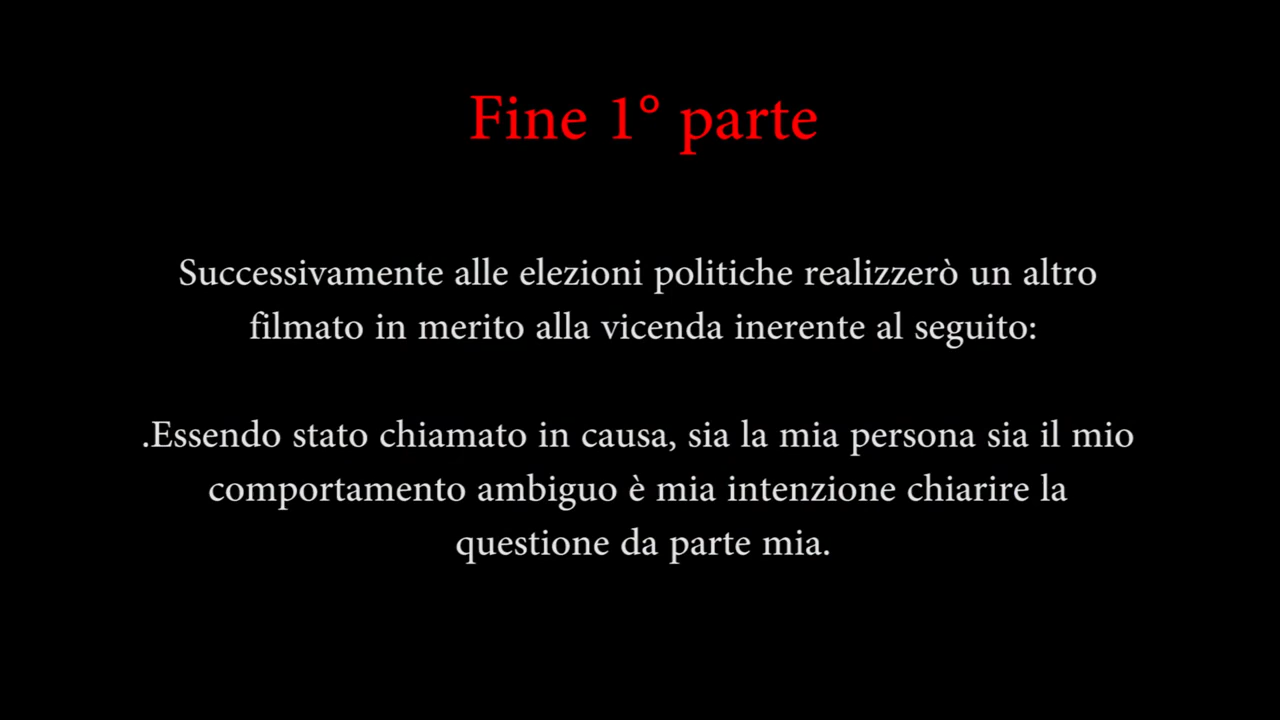 Fine 1° parte
Successivamente alle elezioni politiche realizzerò un altro
filmato in merito alla vicenda inerente al seguito:
.Essendo stato chiamato in causa, sia la mia persona sia il mio
comportamento ambiguo è mia intenzione chiarire la
questione da parte mia.